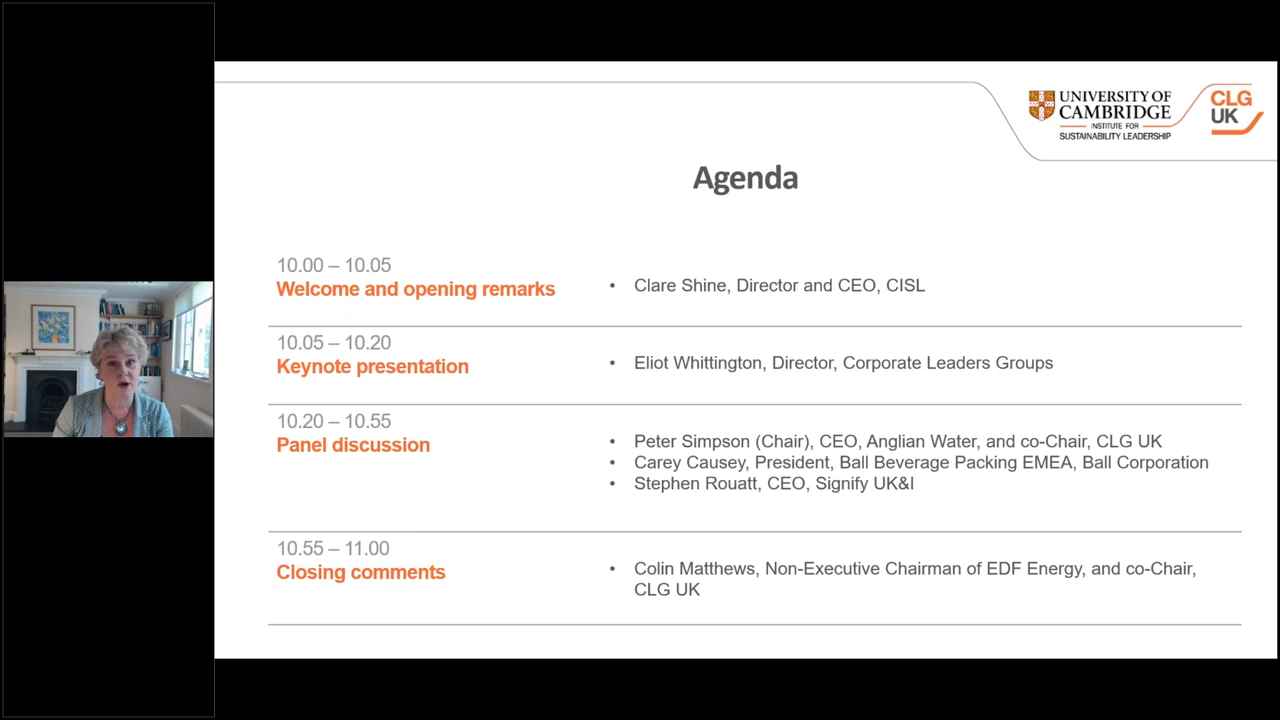 UNIVERSITY OF
CAMBRIDGE
INSTITUTE FOR
SUSTAINABILITY LEADERSHIP
CLG
UK
Agenda
10.00 – 10.05
Welcome and opening remarks
• Clare Shine, Director and CEO, CISL
10.05 – 10.20
Keynote presentation
• Eliot Whittington, Director, Corporate Leaders Groups
10.20 – 10.55
Panel discussion
• Peter Simpson (Chair), CEO, Anglian Water, and co-Chair, CLG UK
• Carey Causey, President, Ball Beverage Packing EMEA, Ball Corporation
• Stephen Rouatt, CEO, Signify UK&I
10.55 – 11.00
Closing comments
• Colin Matthews, Non-Executive Chairman of EDF Energy, and co-Chair,
CLG UK